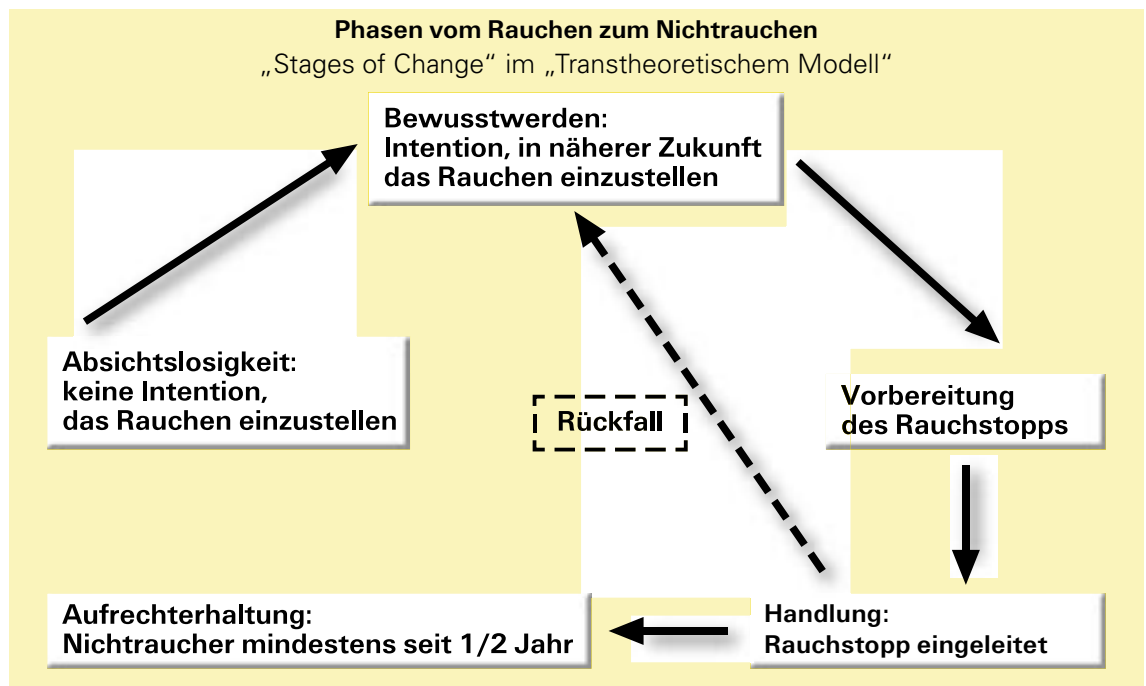 Phasen vom Rauchen zum Nichtrauchen
„Stages of Change“ im „Transtheoretischem Modell“
Bewusstwerden:
Intention, in näherer Zukunft
das Rauchen einzustellen
Absichtslosigkeit:
keine Intention,
das Rauchen einzustellen
Vorbereitung
des Rauchstopps
Rückfall
Aufrechterhaltung:
Nichtraucher mindestens seit 1/2 Jahr
Handlung:
Rauchstopp eingeleitet